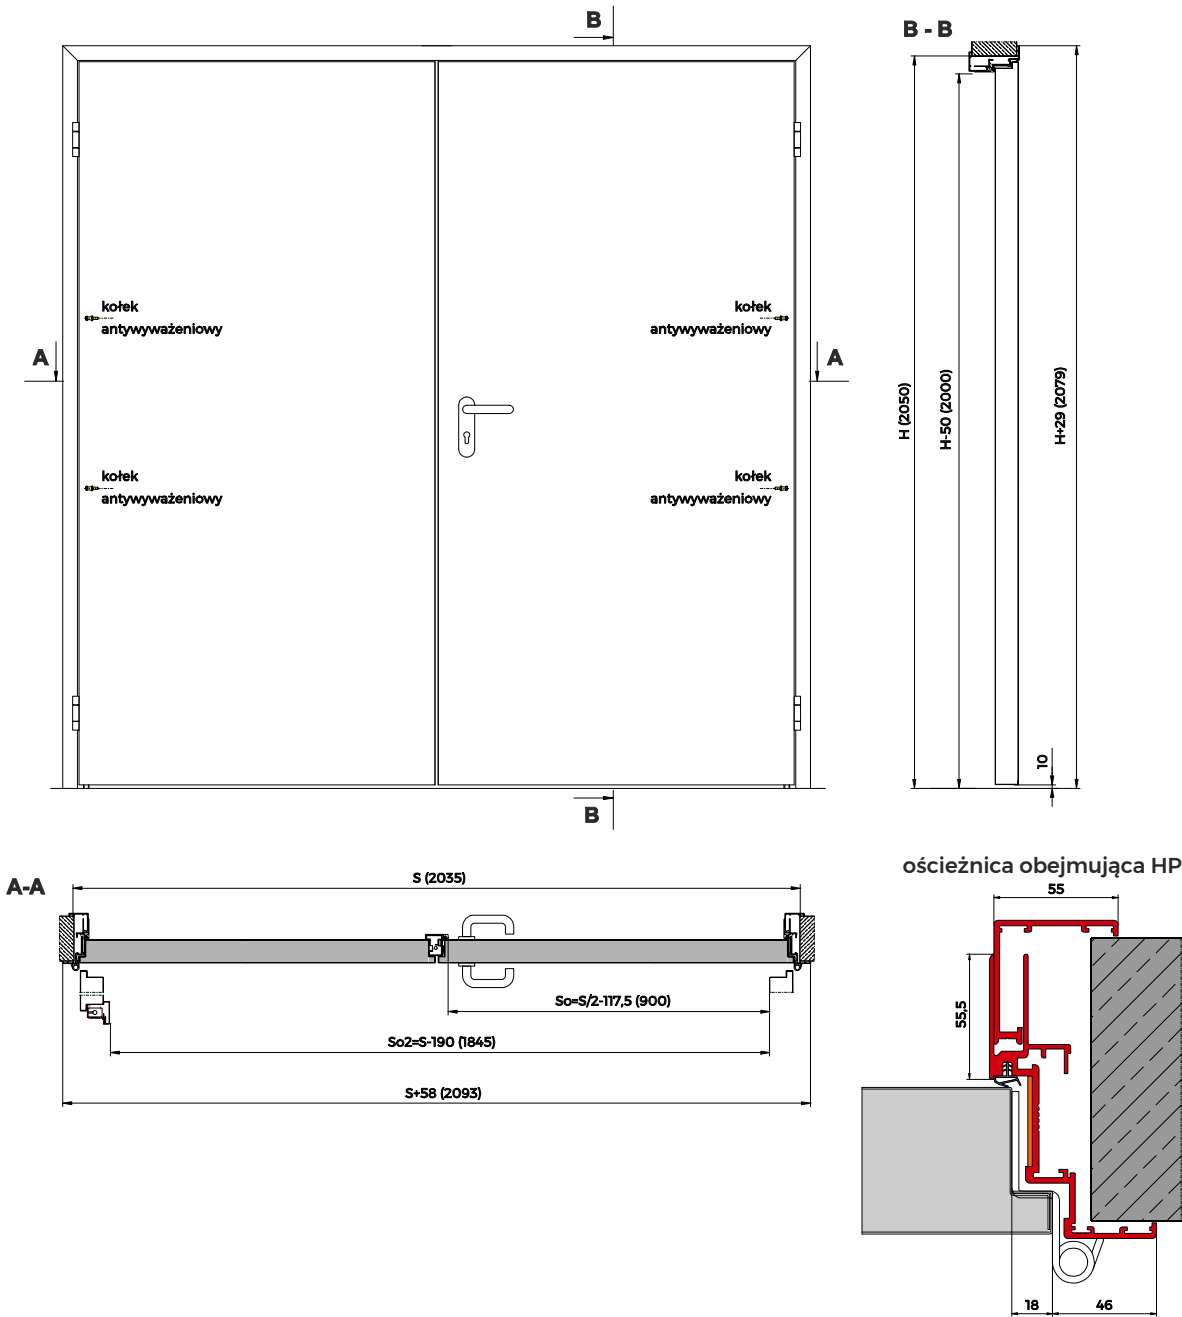 B
B - B
kołek
antywyważeniowy
kołek
antywyważeniowy
A
A
H (2050)
H-50 (2000)
H+29 (2079)
kołek
antywyważeniowy
kołek
antywyważeniowy
10
B
A-A
S (2035)
So=S/2-117,5 (900)
So2=S-190 (1845)
S+58 (2093)
ościeżnica obejmująca HP
55
55,5
18
46